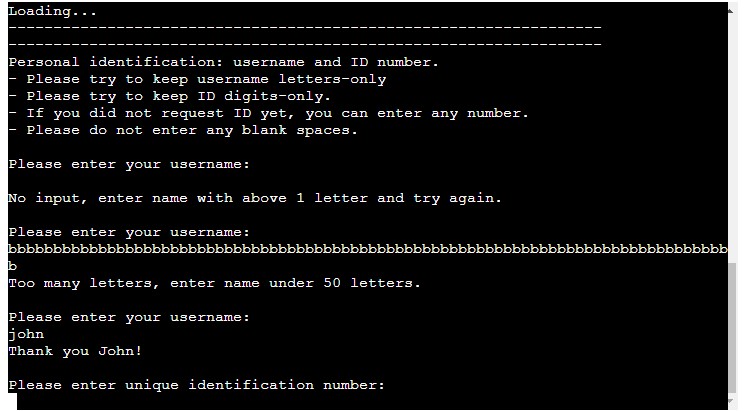 Loading...
------------------------------------------------------------------
------------------------------------------------------------------
Personal identification: username and ID number.
- Please try to keep username letters-only
- Please try to keep ID digits-only.
- If you did not request ID yet, you can enter any number.
- Please do not enter any blank spaces.
Please enter your username:
No input, enter name with above 1 letter and try again.
Please enter your username:
bbbbbbbbbbbbbbbbbbbbbbbbbbbbbbbbbbbbbbbbbbbbbbbbbbbbbbbbbbbbbbbbbbbbbbbbbbbbbbbb
b
Too many letters, enter name under 50 letters.
Please enter your username:
john
Thank you John!
Please enter unique identification number: